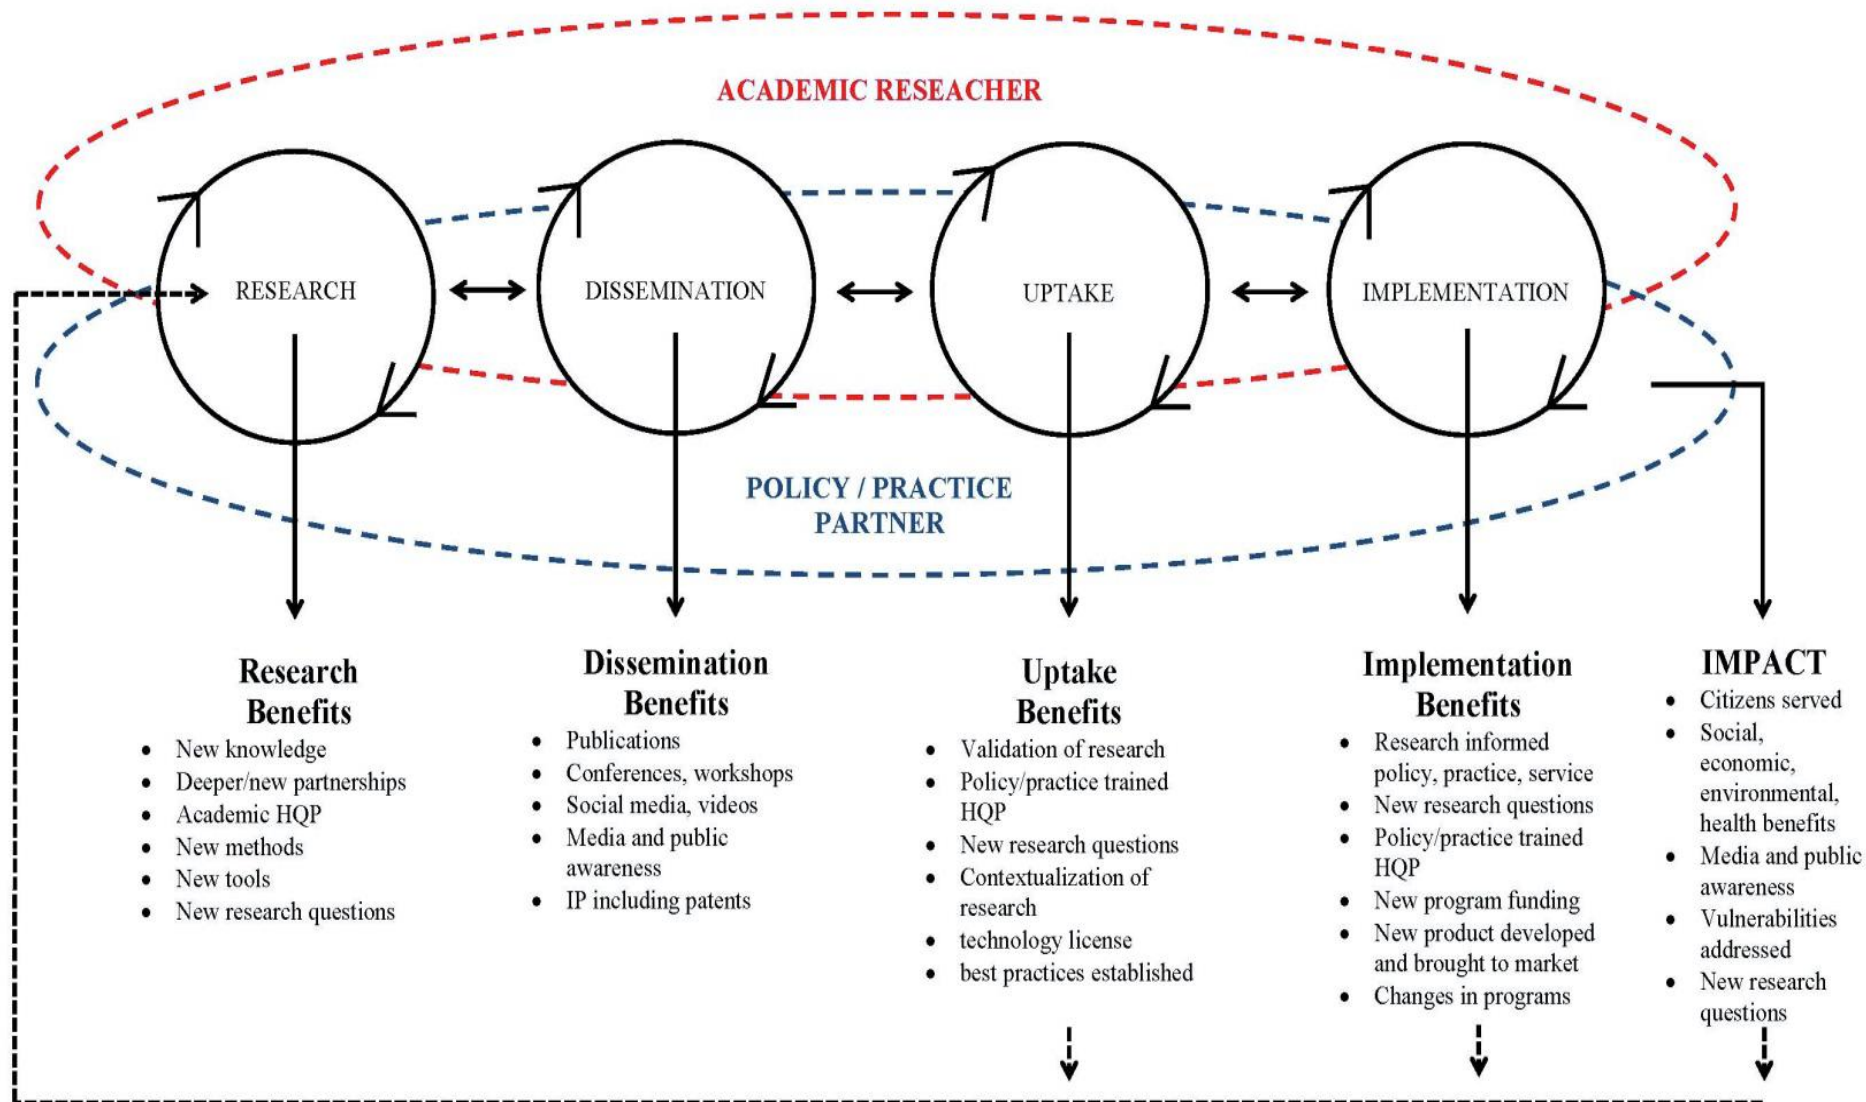 ACADEMIC RESEACHER
RESEARCH
DISSEMINATION
UPTAKE
IMPLEMENTATION
POLICY / PRACTICE
PARTNER
Research
Benefits
• New knowledge
• Deeper/new partnerships
• Academic HQP
• New methods
• New tools
• New research questions
Dissemination
Benefits
• Publications
• Conferences, workshops
• Social media, videos
• Media and public
awareness
• IP including patents
Uptake
Benefits
• Validation of research
• Policy/practice trained
HQP
• New research questions
• Contextualization of
research
• technology license
• best practices established
Implementation
Benefits
• Research informed
policy, practice, service
• New research questions
• Policy/practice trained
HQP
• New program funding
• New product developed
and brought to market
• Changes in programs
IMPACT
• Citizens served
• Social,
economic,
environmental,
health benefits
• Media and public
awareness
• Vulnerabilities
addressed
• New research
questions